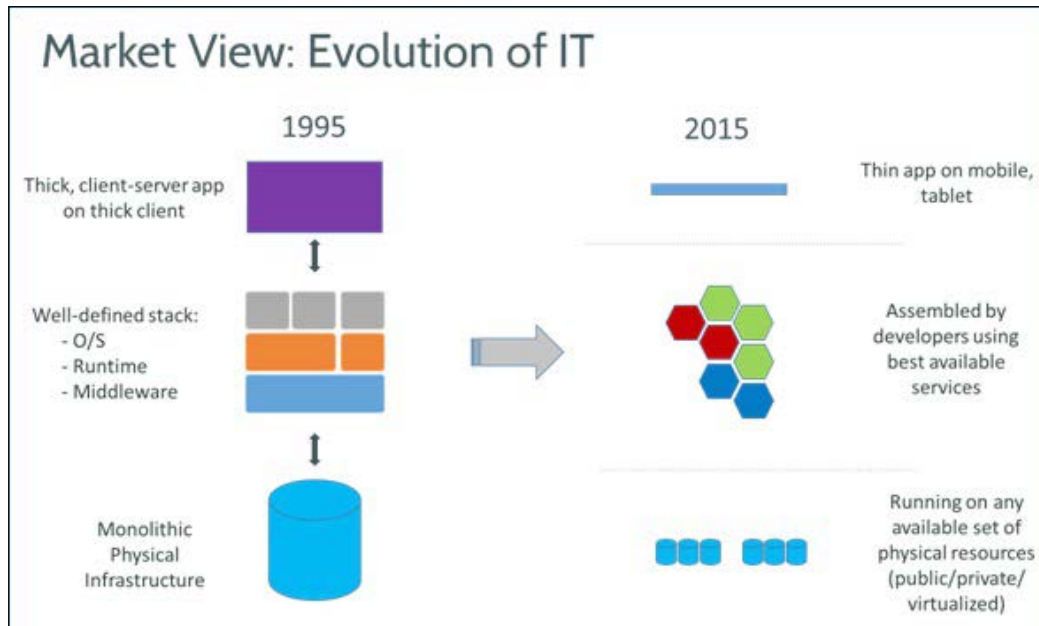 Market View: Evolution of IT
1995
2015
Thick, client-server app
on thick client
Thin app on mobile,
tablet
Well-defined stack:
- O/S
- Runtime
- Middleware
Assembled by
developers using
best available
services
Monolithic
Physical
Infrastructure
Running on any
available set of
physical resources
(public/private/
virtualized)